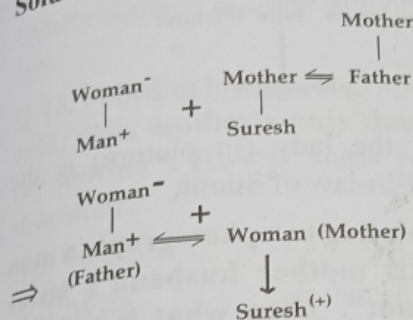 Mother
Woman⁻ Mother ⇌ Father
+
Man⁺ Suresh
Woman⁻
+
Man⁺ ⇌ Woman (Mother)
(Father)
⇒ Suresh⁽⁺⁾